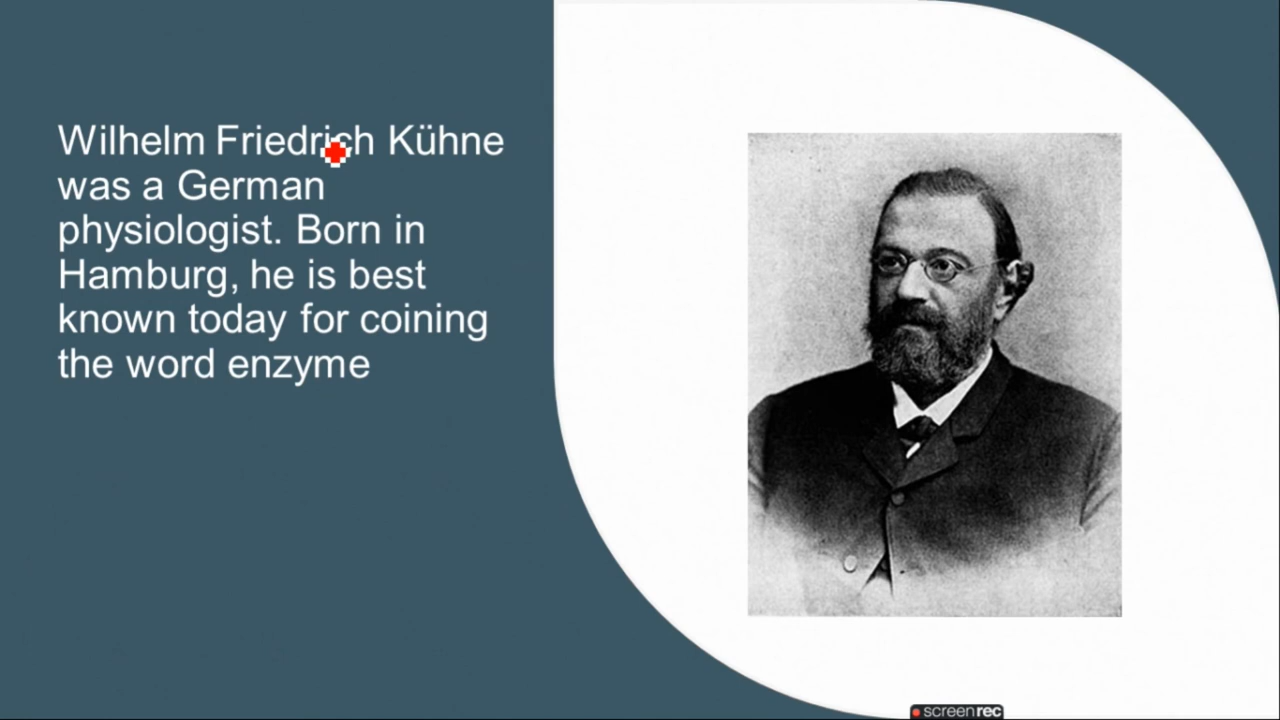 Wilhelm Friedrich Kühne
was a German
physiologist. Born in
Hamburg, he is best
known today for coining
the word enzyme
screenrec